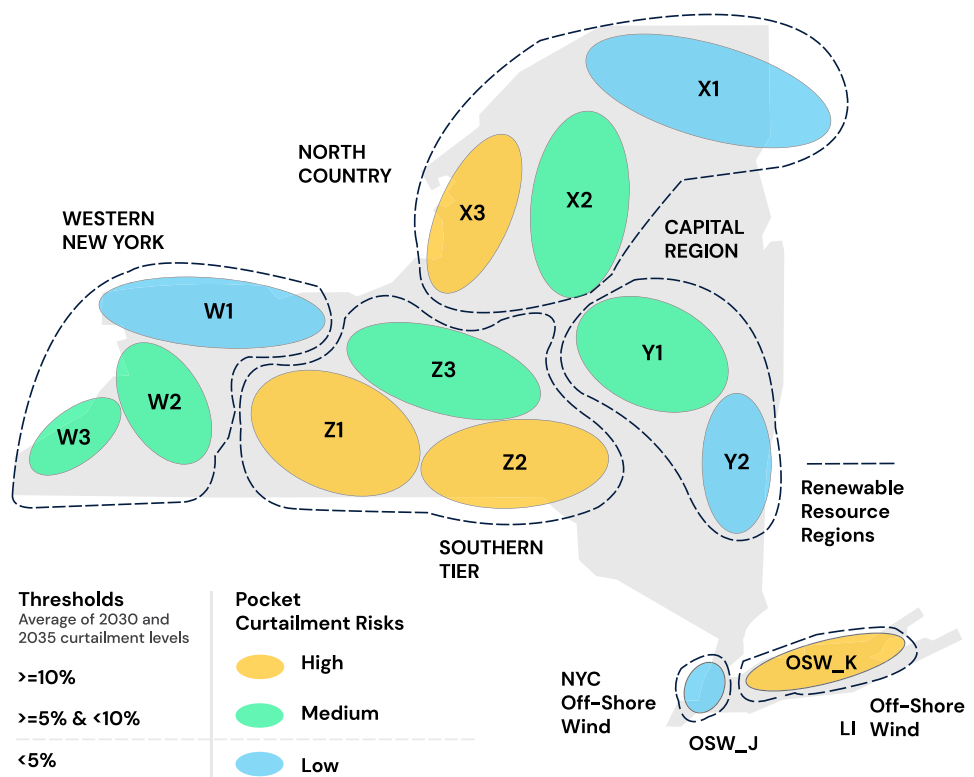 X1
NORTH
COUNTRY
X2
X3
WESTERN
NEW YORK
CAPITAL
REGION
W1
Y1
Z3
W2
Z1
W3
Z2
Y2
Renewable
Resource
Regions
SOUTHERN
TIER
Thresholds
Average of 2030 and
2035 curtailment levels
Pocket
Curtailment Risks
>=10%
High
>=5% & <10%
Medium
<5%
Low
OSW_K
NYC
Off-Shore
Wind
OSW_J
LI Off-Shore
Wind